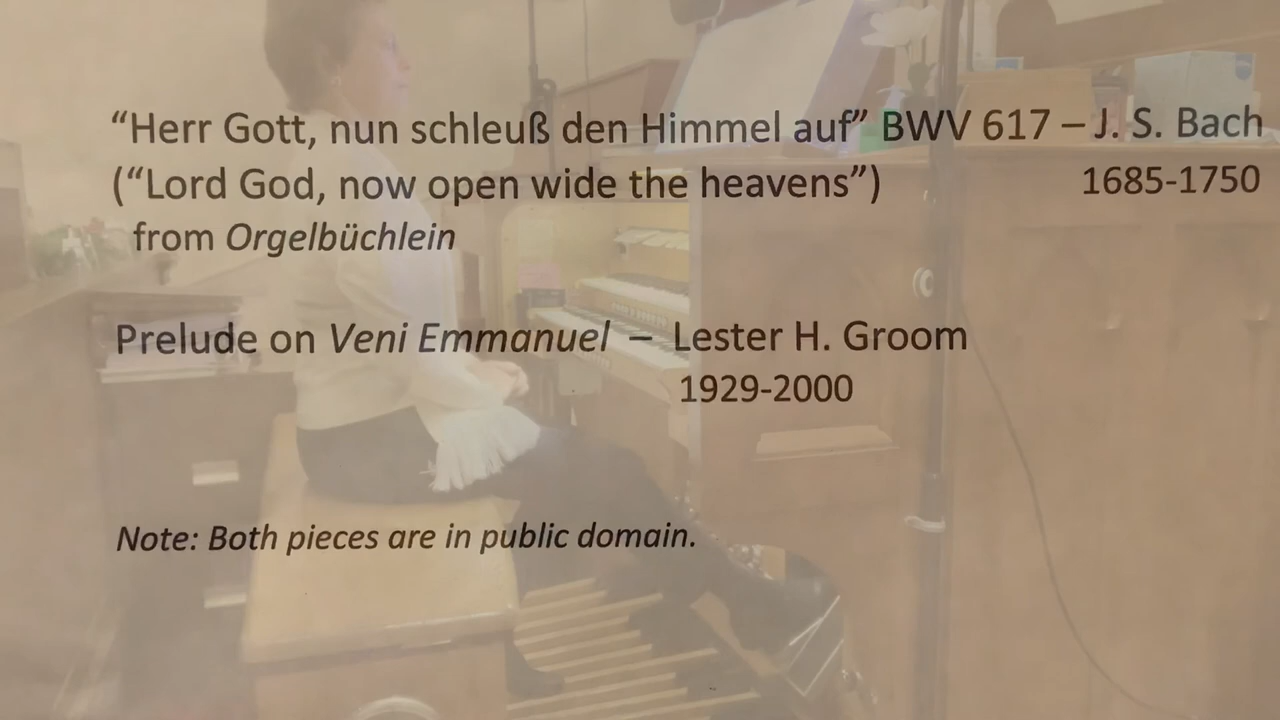 “Herr Gott, nun schleuß den Himmel auf” BWV 617 – J. S. Bach
(“Lord God, now open wide the heavens”) 1685-1750
from Orgelbüchlein
Prelude on Veni Emmanuel – Lester H. Groom
1929-2000
Note: Both pieces are in public domain.